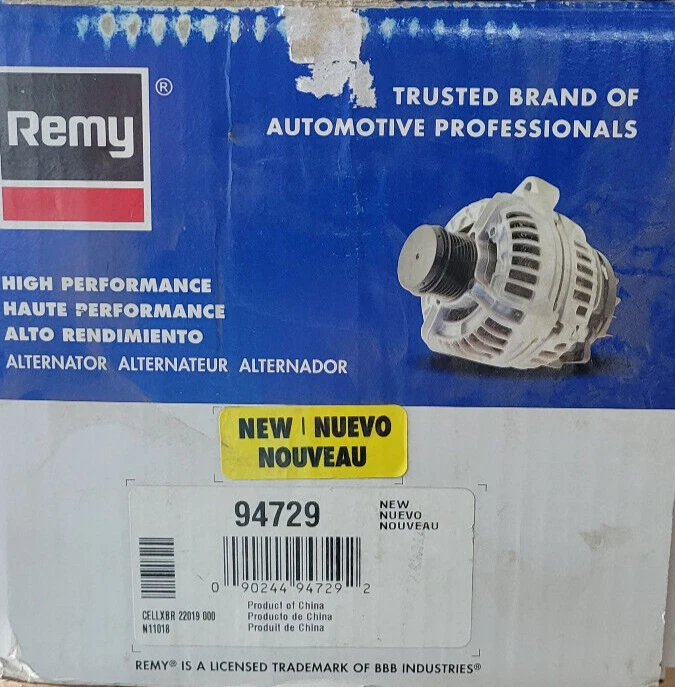 Remy®
TRUSTED BRAND OF
AUTOMOTIVE PROFESSIONALS
HIGH PERFORMANCE
HAUTE PERFORMANCE
ALTO RENDIMIENTO
ALTERNATOR ALTERNATEUR ALTERNADOR
NEW | NUEVO
NOUVEAU
94729
NEW
NUEVO
NOUVEAU
0 90244 94729 2
CELLXBR 22019 000
N11018
Product of China
Producto de China
Produit de China
REMY® IS A LICENSED TRADEMARK OF BBB INDUSTRIES®